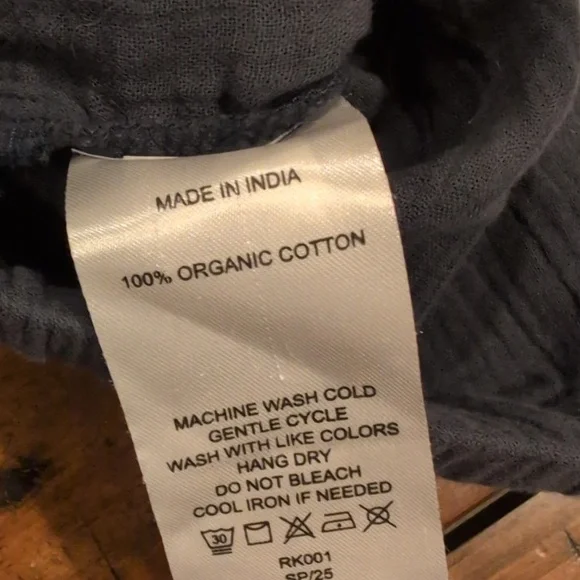 MADE IN INDIA
100% ORGANIC COTTON
MACHINE WASH COLD
GENTLE CYCLE
WASH WITH LIKE COLORS
HANG DRY
DO NOT BLEACH
COOL IRON IF NEEDED
30
RK001
SP/25